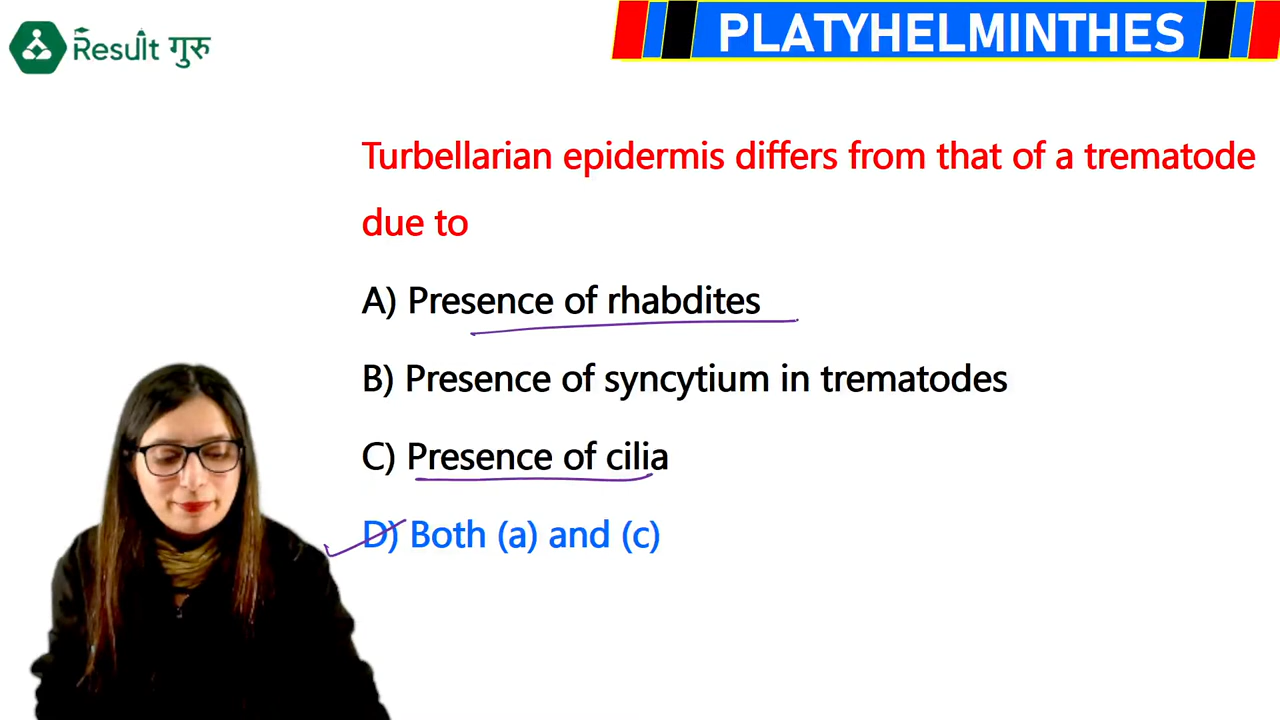 Result गुरु
PLATYHELMINTHES
Turbellarian epidermis differs from that of a trematode
due to
A) Presence of rhabdites
B) Presence of syncytium in trematodes
C) Presence of cilia
D) Both (a) and (c)